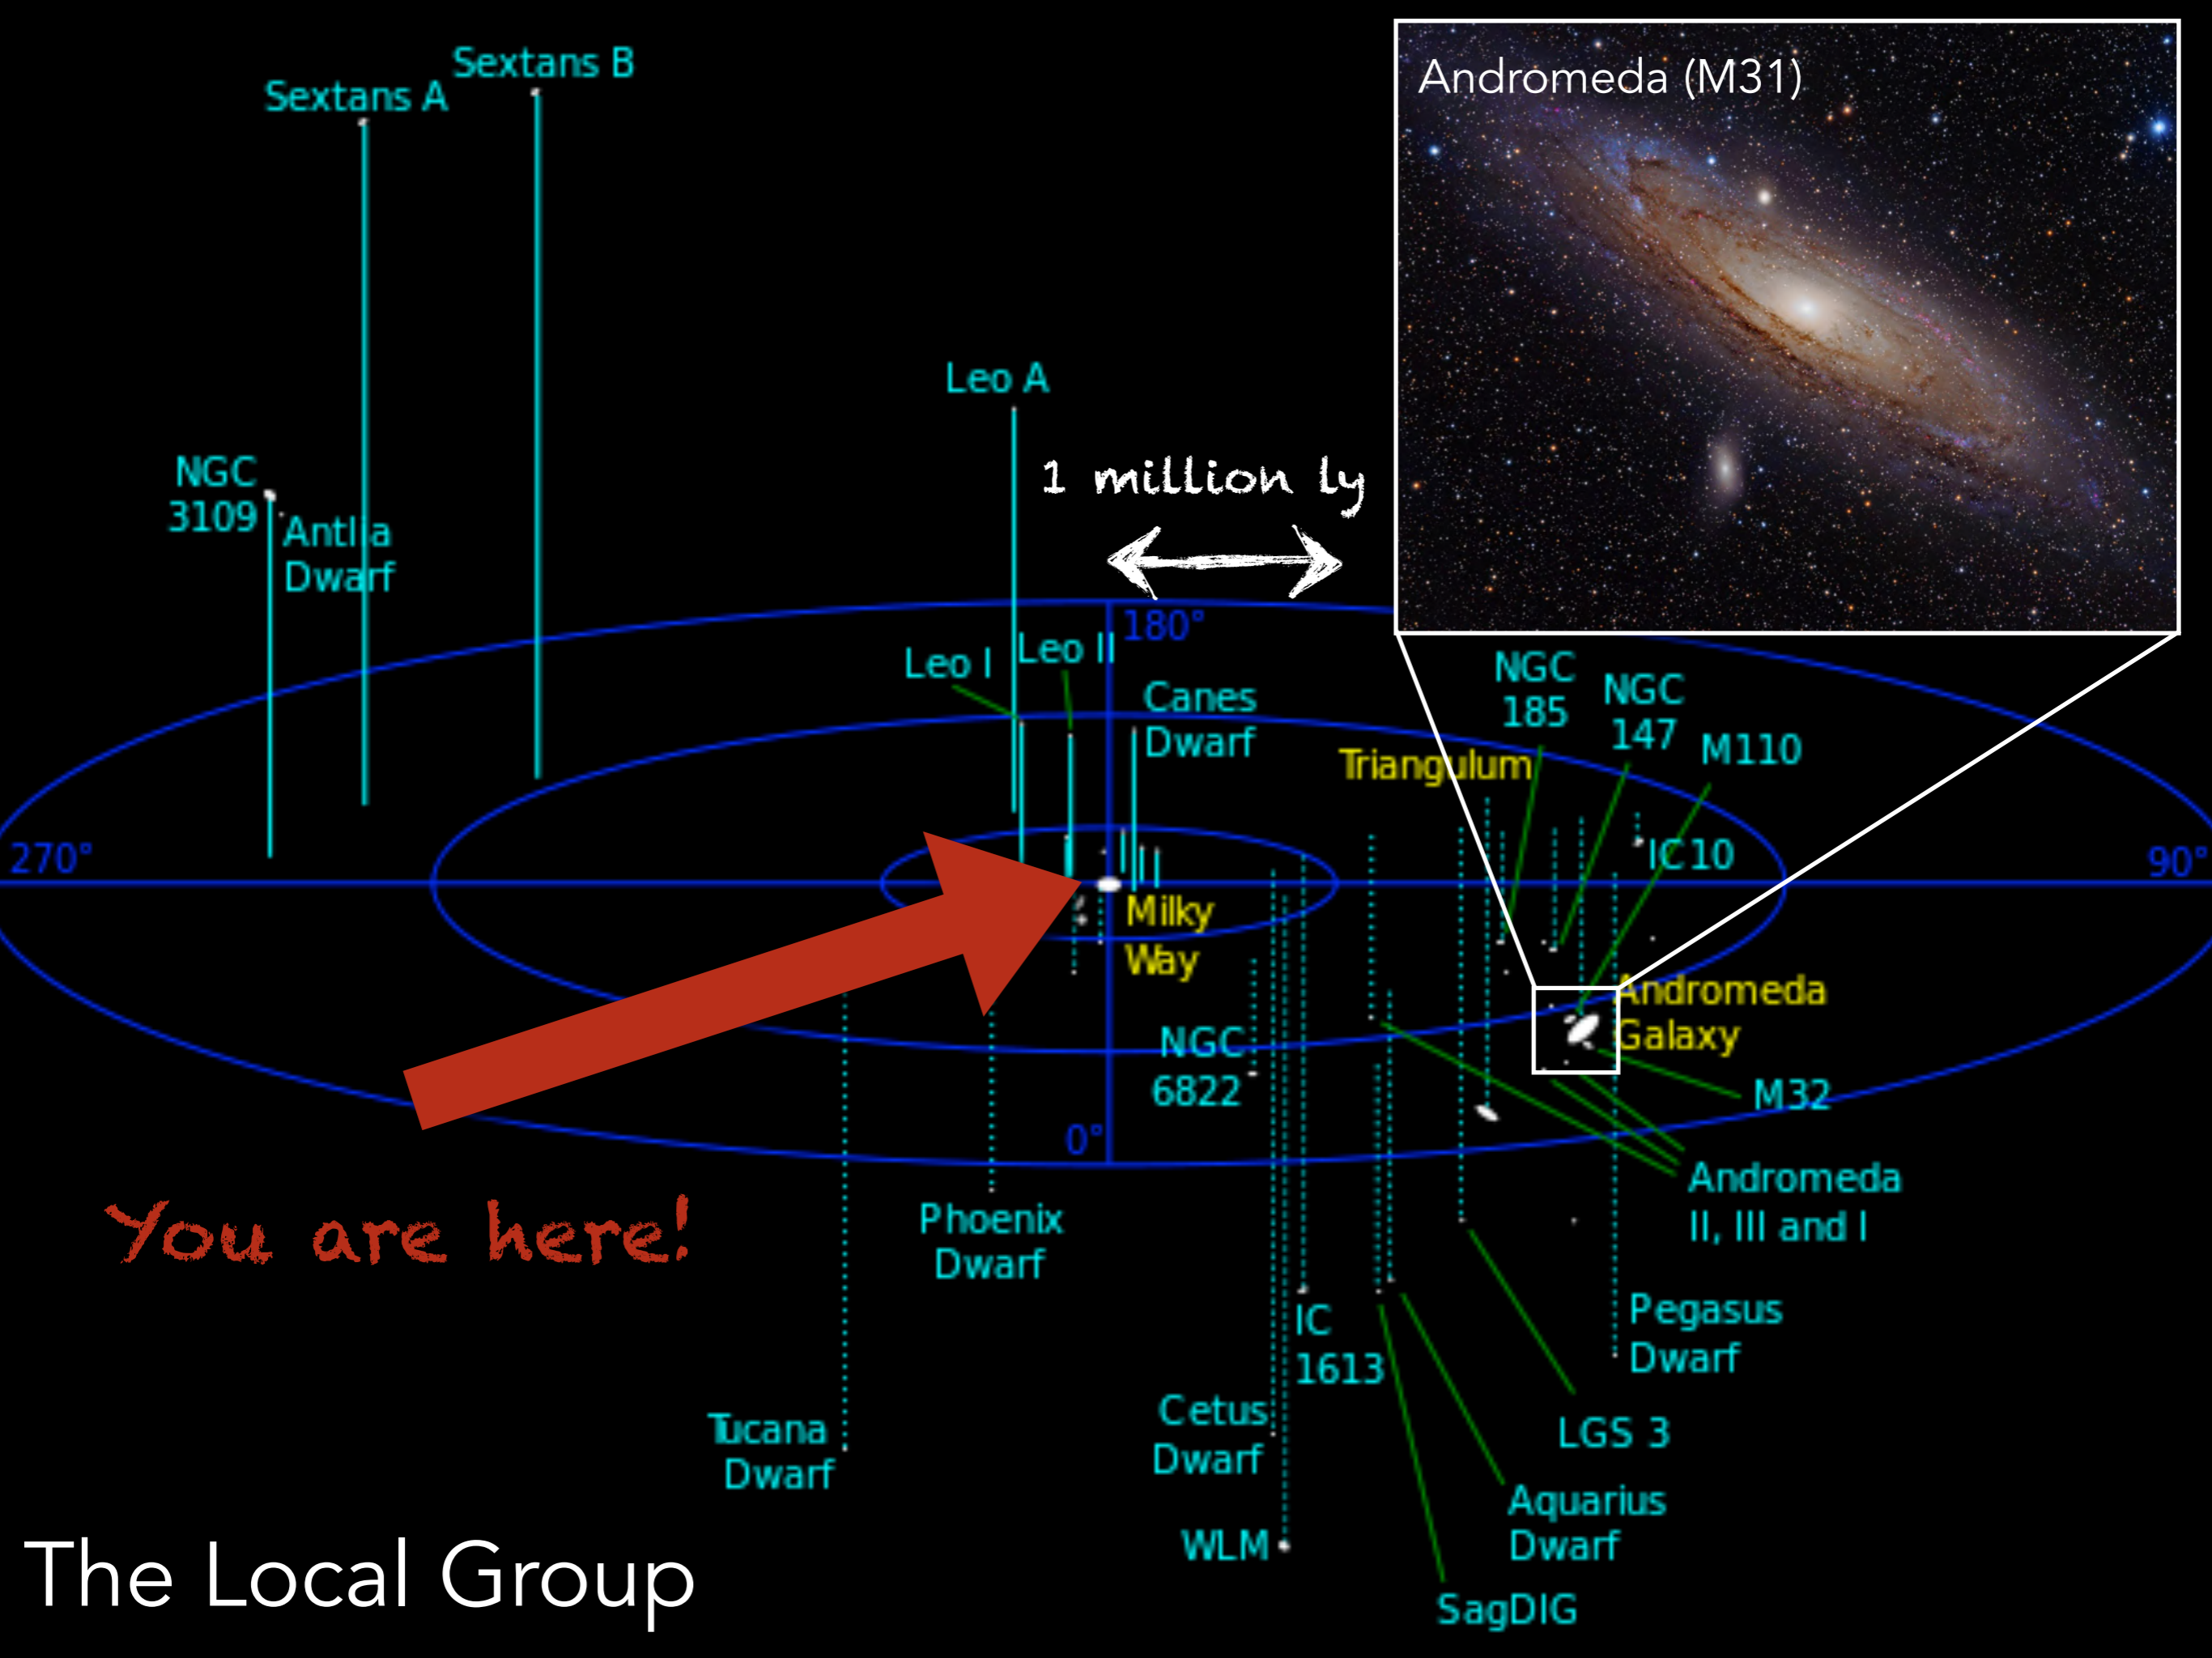 Sextans B
Sextans A
Andromeda (M31)
Leo A
NGC
3109
Antlia
Dwarf
1 million ly
180°
Leo I
Leo II
Canes
Dwarf
NGC
185
NGC
147
M110
Triangulum
IC 10
270°
90°
Milky
Way
Andromeda
Galaxy
NGC
6822
M32
0°
Andromeda
II, III and I
You are here!
Phoenix
Dwarf
IC
1613
Pegasus
Dwarf
Cetus
Dwarf
Tucana
Dwarf
LGS 3
Aquarius
Dwarf
WLM
SagDIG
The Local Group